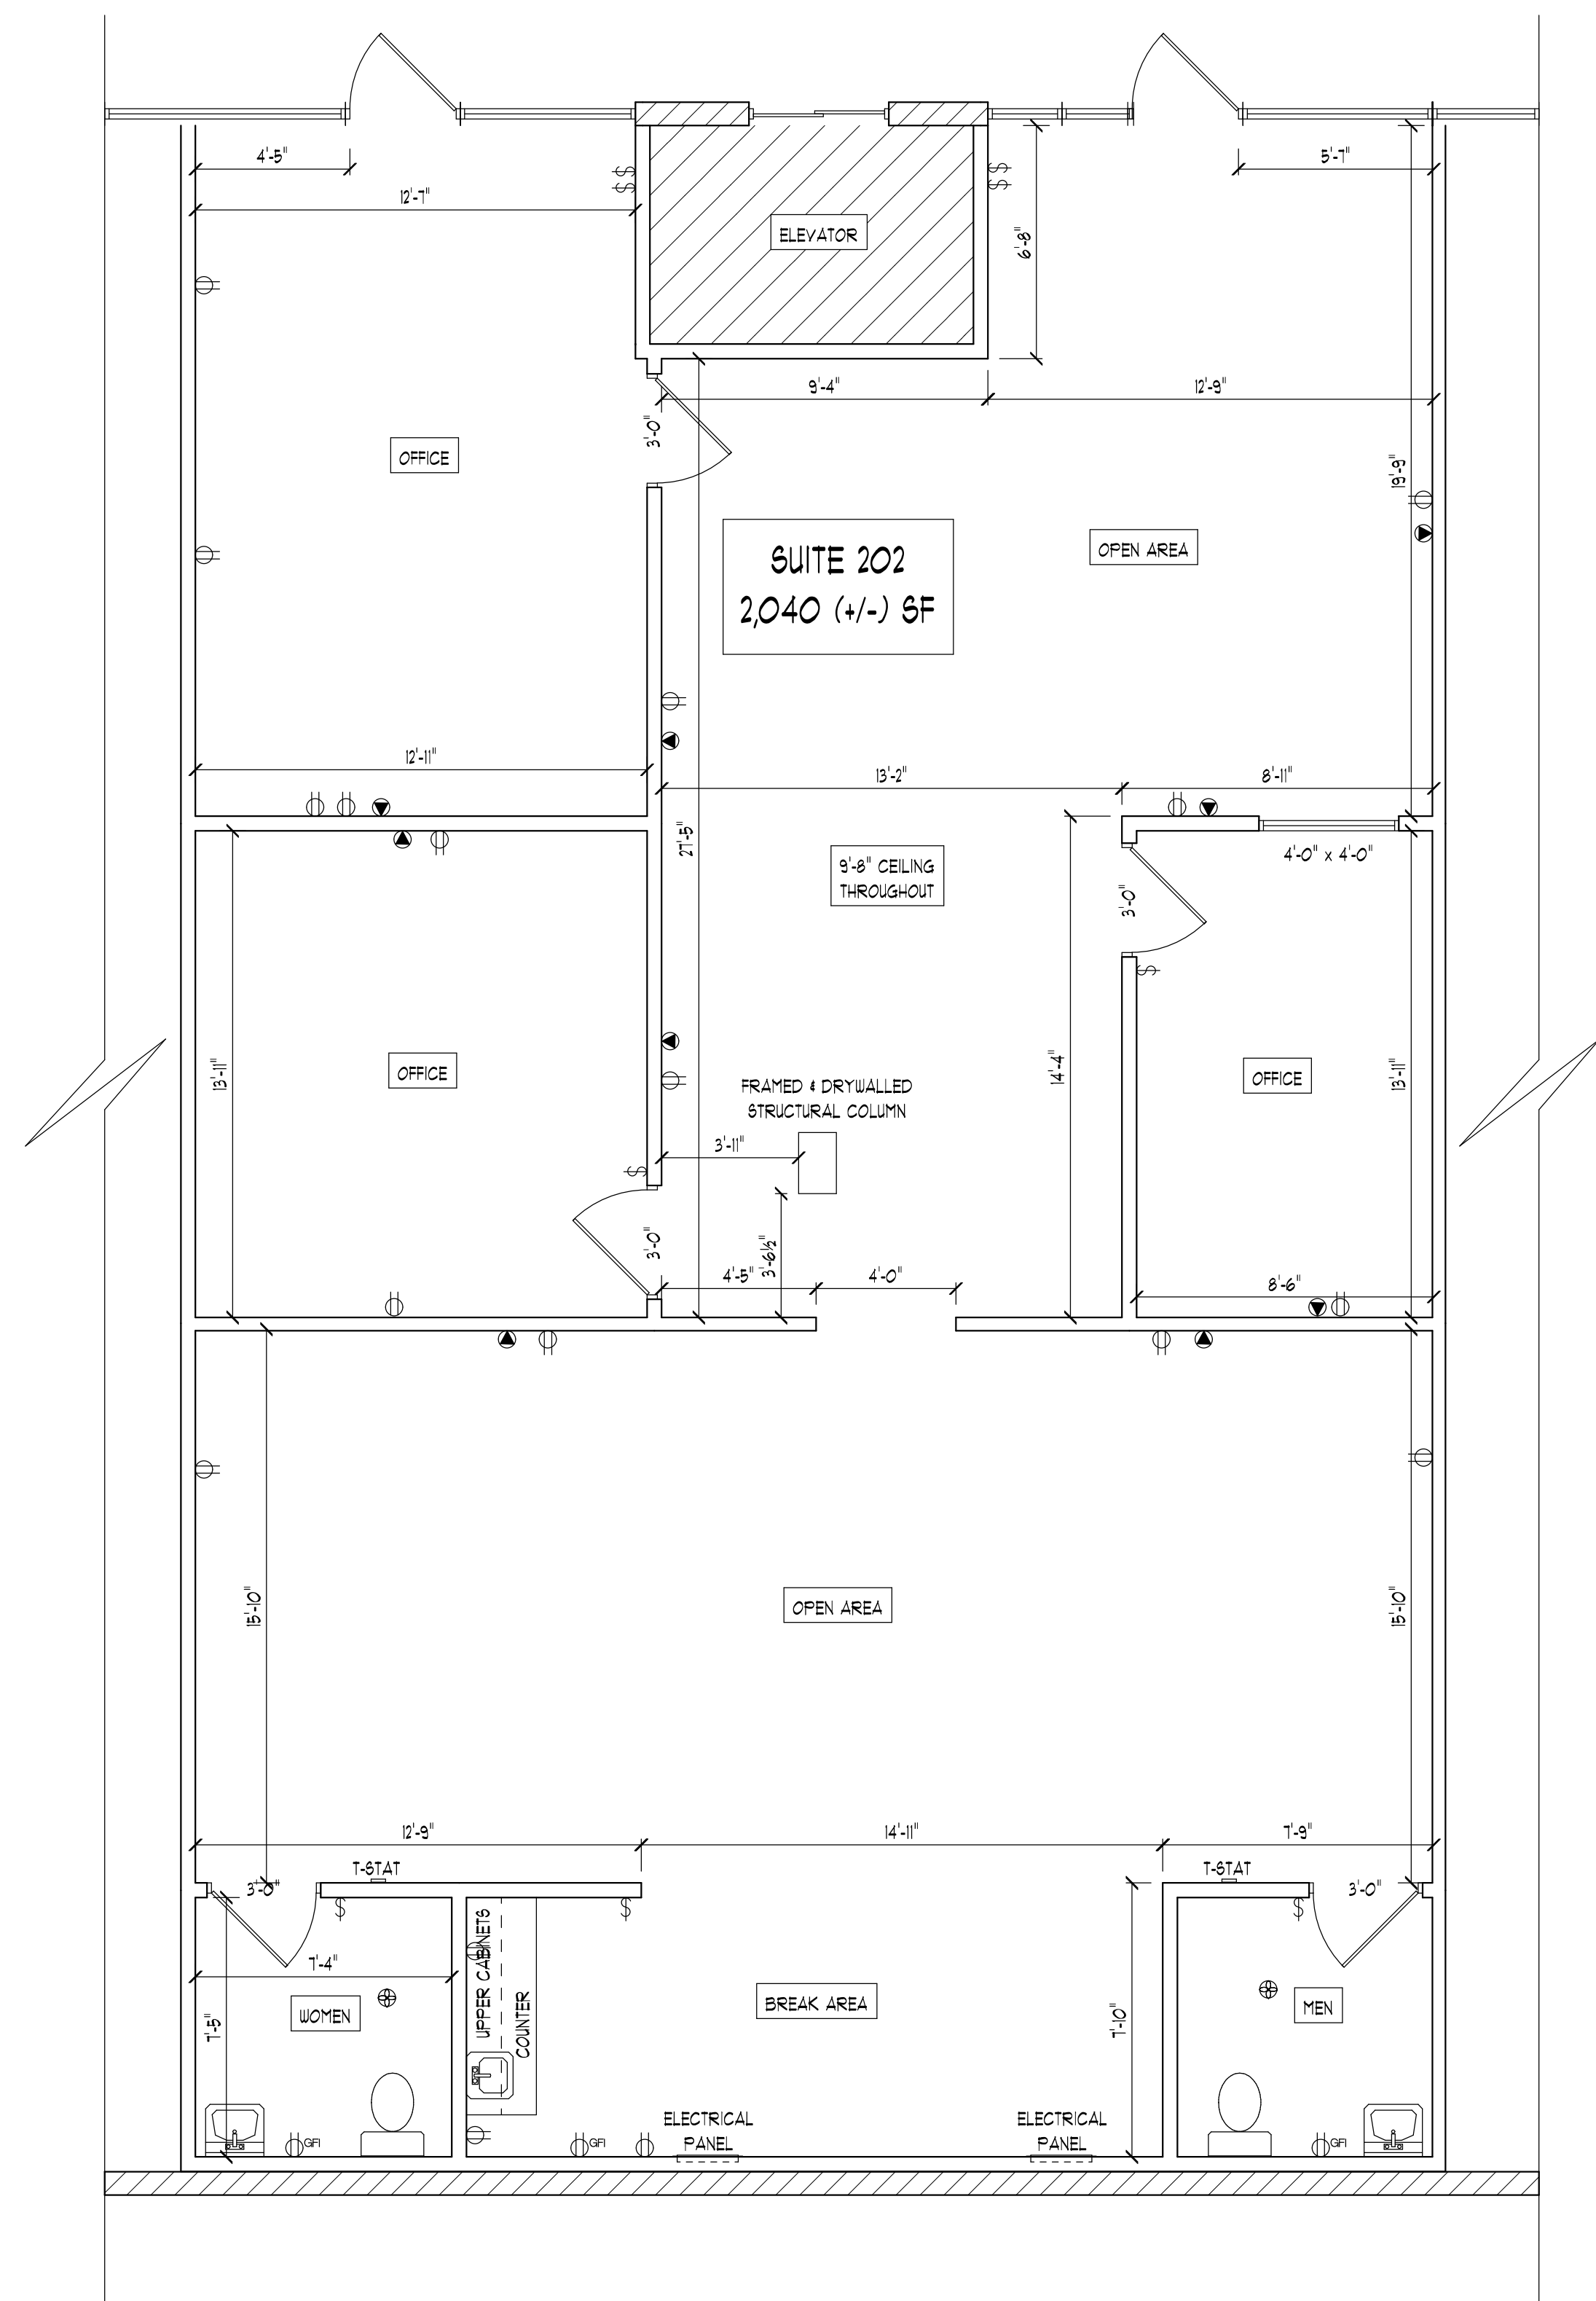 4'-5"
5'-7"
12'-7"
ELEVATOR
6'-8"
9'-4"
12'-9"
3'-0"
OFFICE
19'-9"
SUITE 202
2,040 (+/-) SF
OPEN AREA
12'-11"
13'-2"
8'-11"
27'-5"
4'-0" x 4'-0"
9'-8" CEILING
THROUGHOUT
3'-0"
13'-11"
OFFICE
14'-4"
OFFICE
13'-11"
FRAMED & DRYWALLED
STRUCTURAL COLUMN
3'-11"
3'-0"
3'-6½"
4'-5"
4'-0"
8'-6"
15'-10"
OPEN AREA
15'-10"
12'-9"
14'-11"
7'-9"
T-STAT
T-STAT
3'-0"
3'-0"
7'-4"
UPPER CABINETS
COUNTER
WOMEN
7'-5"
BREAK AREA
7'-10"
MEN
ELECTRICAL
PANEL
ELECTRICAL
PANEL
GFI
GFI
GFI